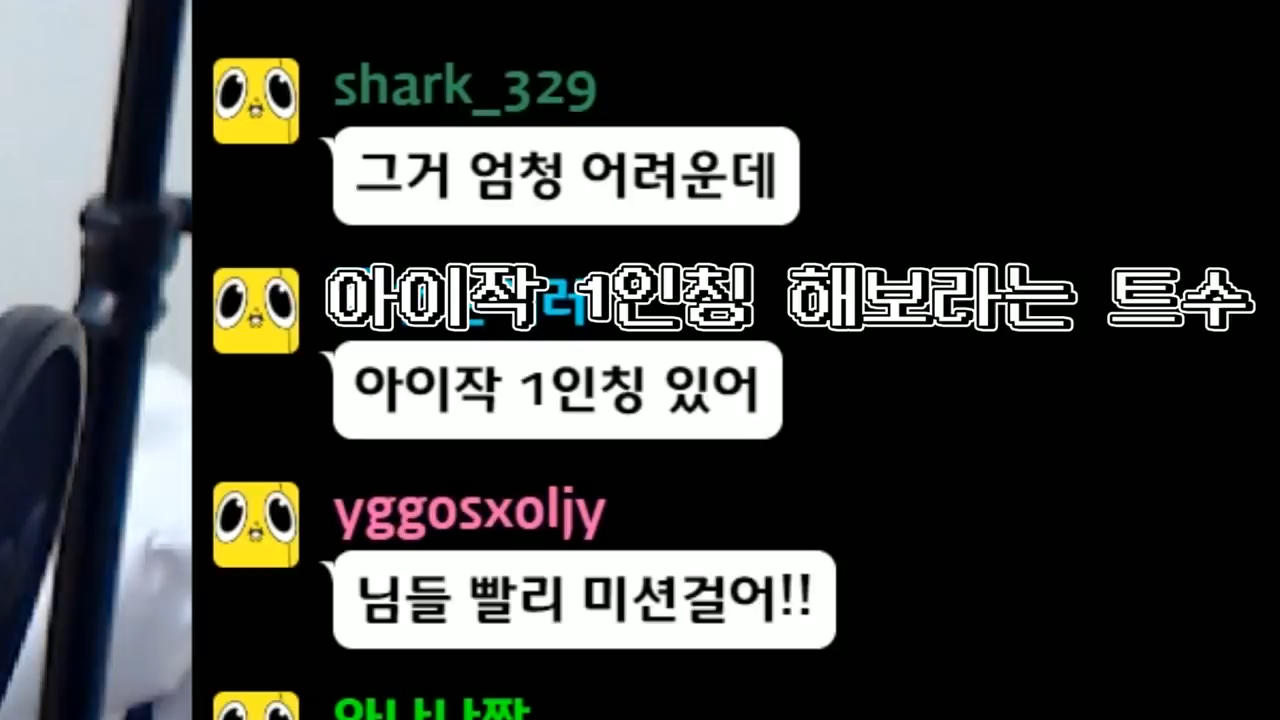 shark_329
그거 엄청 어려운데
아이작 1인칭 해보라는 트수
아이작 1인칭 있어
yggosxoljy
님들 빨리 미션걸어!!